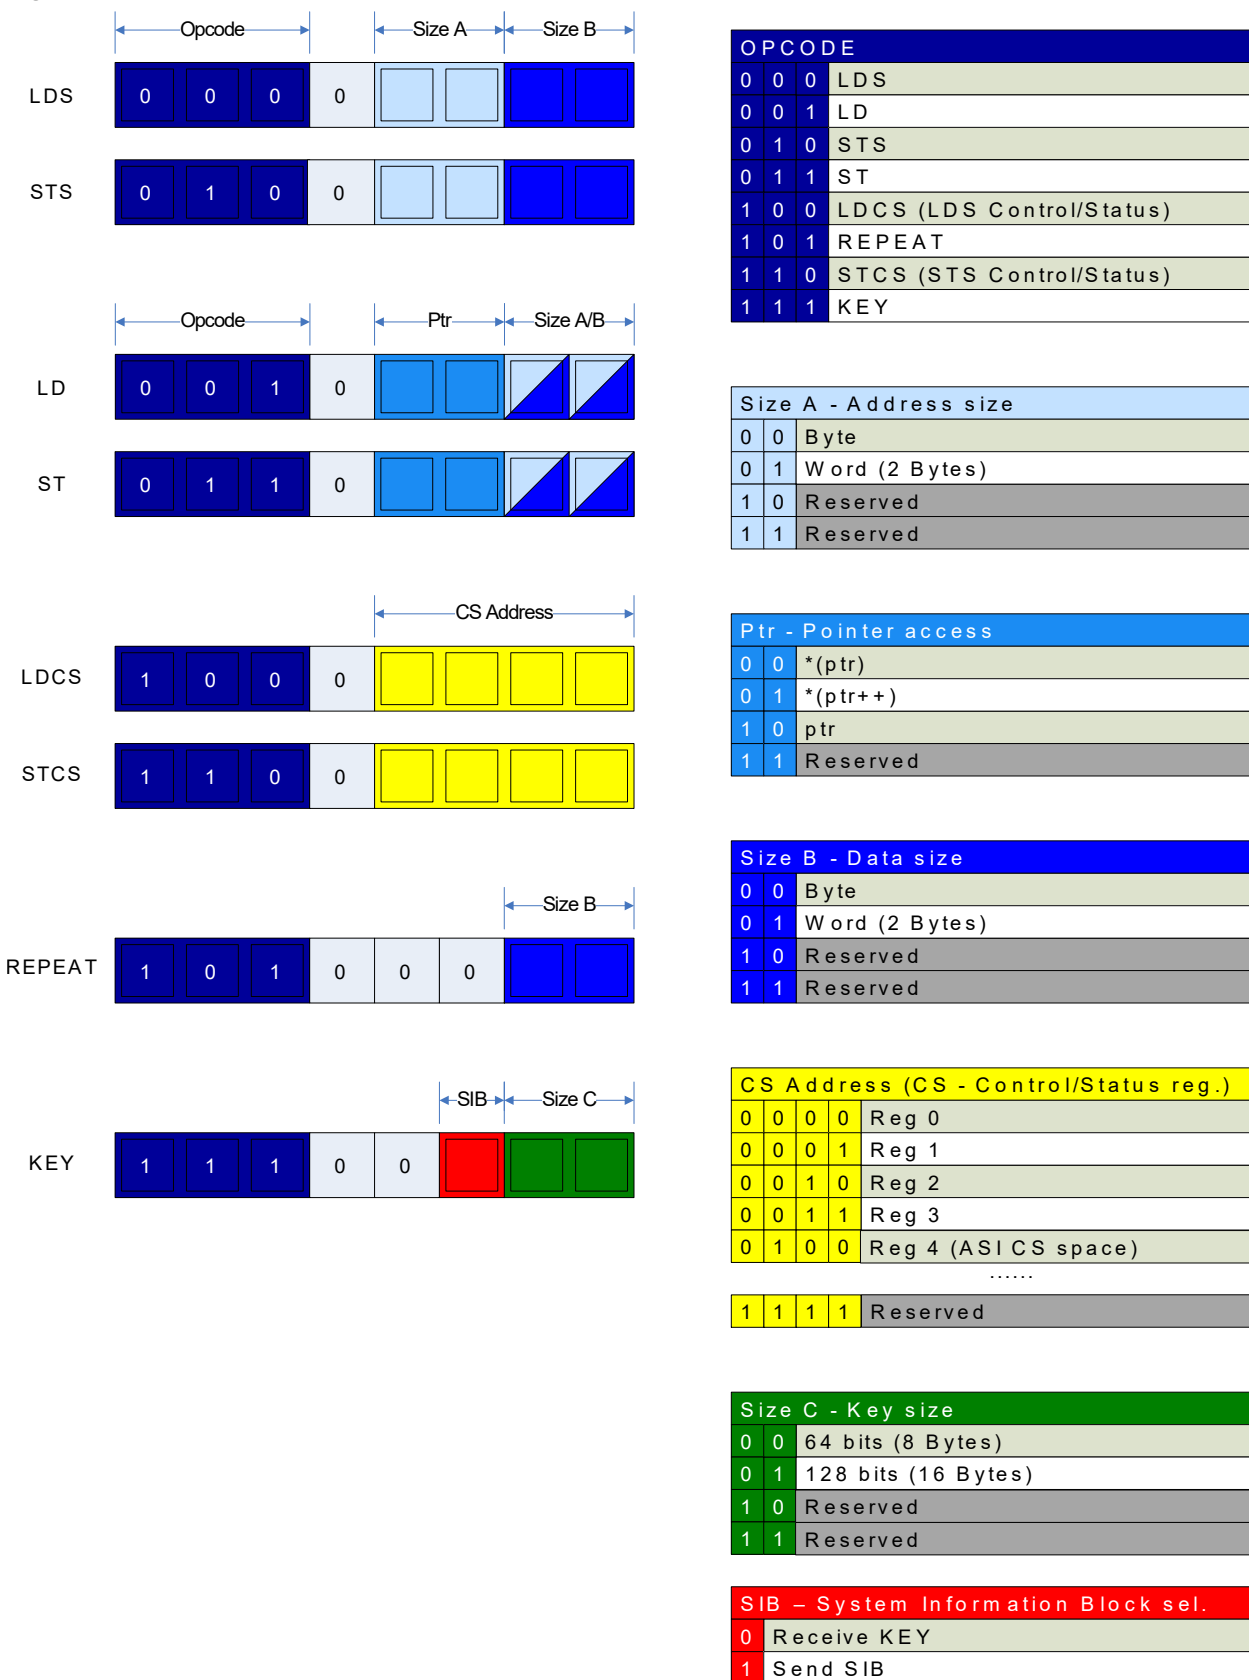 Opcode Size A Size B
LDS 0 0 0 0
STS 0 1 0 0
Opcode Ptr Size A/B
LD 0 0 1 0
ST 0 1 1 0
CS Address
LDCS 1 0 0 0
STCS 1 1 0 0
Size B
REPEAT 1 0 1 0 0 0
SIB Size C
KEY 1 1 1 0 0
OPCODE
0 0 0 LDS
0 0 1 LD
0 1 0 STS
0 1 1 ST
1 0 0 LDCS (LDS Control/Status)
1 0 1 REPEAT
1 1 0 STCS (STS Control/Status)
1 1 1 KEY
Size A - Address size
0 0 Byte
0 1 Word (2 Bytes)
1 0 Reserved
1 1 Reserved
Ptr - Pointer access
0 0 *(ptr)
0 1 *(ptr++)
1 0 ptr
1 1 Reserved
Size B - Data size
0 0 Byte
0 1 Word (2 Bytes)
1 0 Reserved
1 1 Reserved
CS Address (CS - Control/Status reg.)
0 0 0 0 Reg 0
0 0 0 1 Reg 1
0 0 1 0 Reg 2
0 0 1 1 Reg 3
0 1 0 0 Reg 4 (ASI CS space)
......
1 1 1 1 Reserved
Size C - Key size
0 0 64 bits (8 Bytes)
0 1 128 bits (16 Bytes)
1 0 Reserved
1 1 Reserved
SIB – System Information Block sel.
0 Receive KEY
1 Send SIB